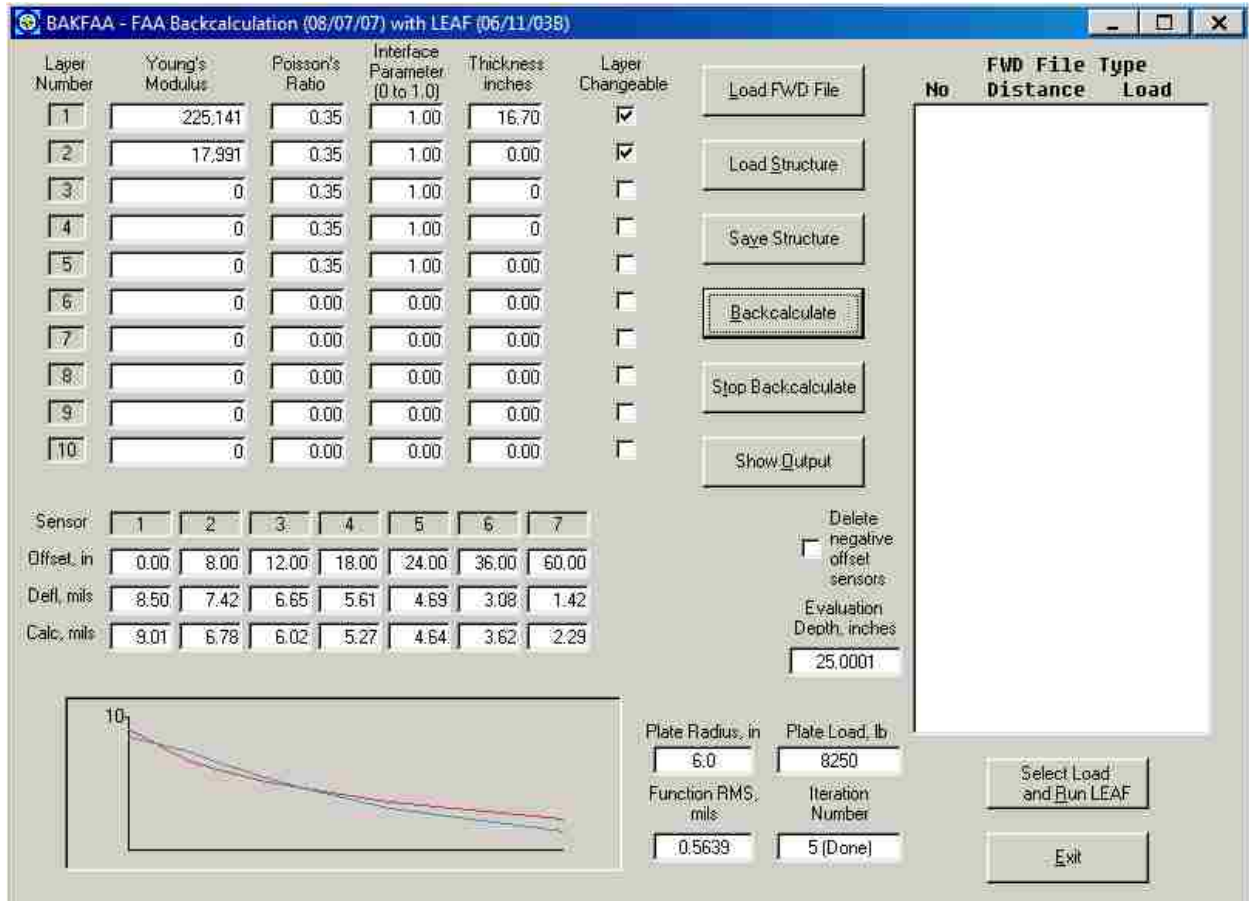 BAKFAA - FAA Backcalculation (08/07/07) with LEAF (06/11/03B)
Layer Number Young's Modulus Poisson's Ratio Interface Parameter (0 to 1.0) Thickness inches Layer Changeable
1 225,141 0.35 1.00 16.70
2 17,991 0.35 1.00 0.00
3 0 0.35 1.00 0
4 0 0.35 1.00 0
5 0 0.35 1.00 0.00
6 0 0.00 0.00 0.00
7 0 0.00 0.00 0.00
8 0 0.00 0.00 0.00
9 0 0.00 0.00 0.00
10 0 0.00 0.00 0.00
Load FWD File
Load Structure
Save Structure
Backcalculate
Stop Backcalculate
Show Output
FWD File Type
No Distance Load
Sensor 1 2 3 4 5 6 7
Offset, in 0.00 8.00 12.00 18.00 24.00 36.00 60.00
Defl, mils 8.50 7.42 6.65 5.61 4.69 3.08 1.42
Calc, mils 9.01 6.78 6.02 5.27 4.64 3.62 2.29
Delete negative offset sensors
Evaluation Depth, inches
25.0001
10
Plate Radius, in Plate Load, lb
6.0 8250
Function RMS, mils Iteration Number
0.5639 5 (Done)
Select Load and Run LEAF
Exit